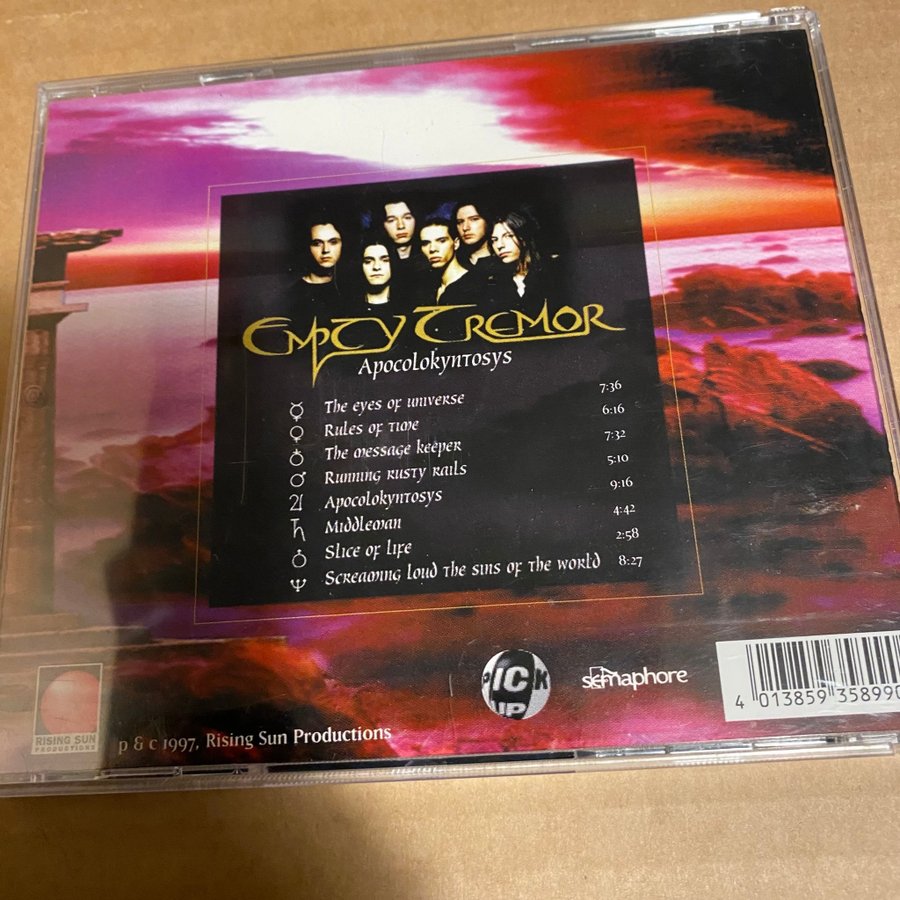 Empty Tremor
Apocolokyntosys
☿ The eyes of universe 7:36
♀ Rules of time 6:16
♁ The message keeper 7:32
♂ Running rusty rails 5:10
♃ Apocolokyntosys 9:16
♄ Middleman 4:42
Slice of life 2:58
♆ Screaming loud the sins of the world 8:27
RISING SUN
PRODUCTIONS
p & c 1997, Rising Sun Productions
PICK
UP
semaphore
4 013859 358990